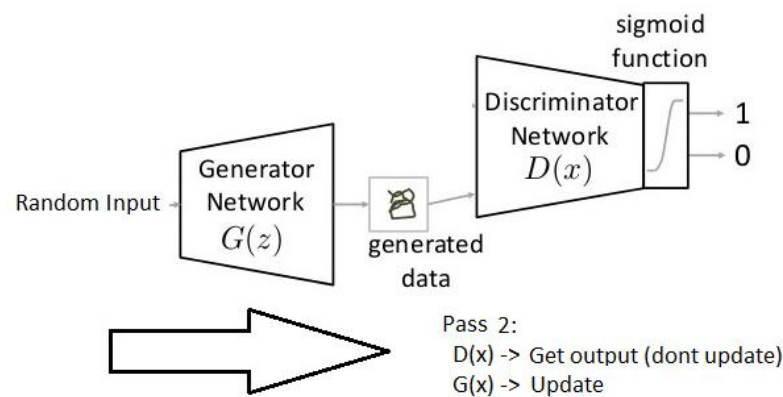 sigmoid
function
Discriminator
Network
D(x)
1
0
Generator
Network
G(z)
Random Input
generated
data
Pass 2:
D(x) -> Get output (dont update)
G(x) -> Update